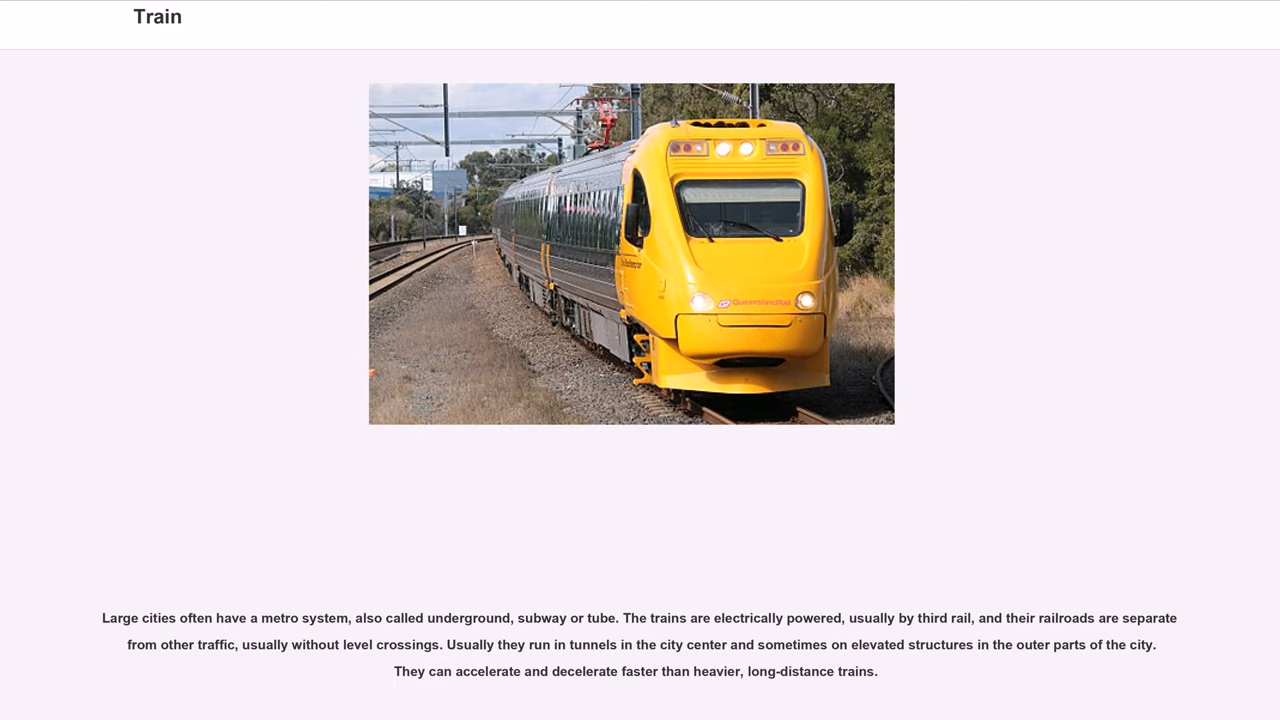 Train
QueenslandRail
Large cities often have a metro system, also called underground, subway or tube. The trains are electrically powered, usually by third rail, and their railroads are separate
from other traffic, usually without level crossings. Usually they run in tunnels in the city center and sometimes on elevated structures in the outer parts of the city.
They can accelerate and decelerate faster than heavier, long-distance trains.